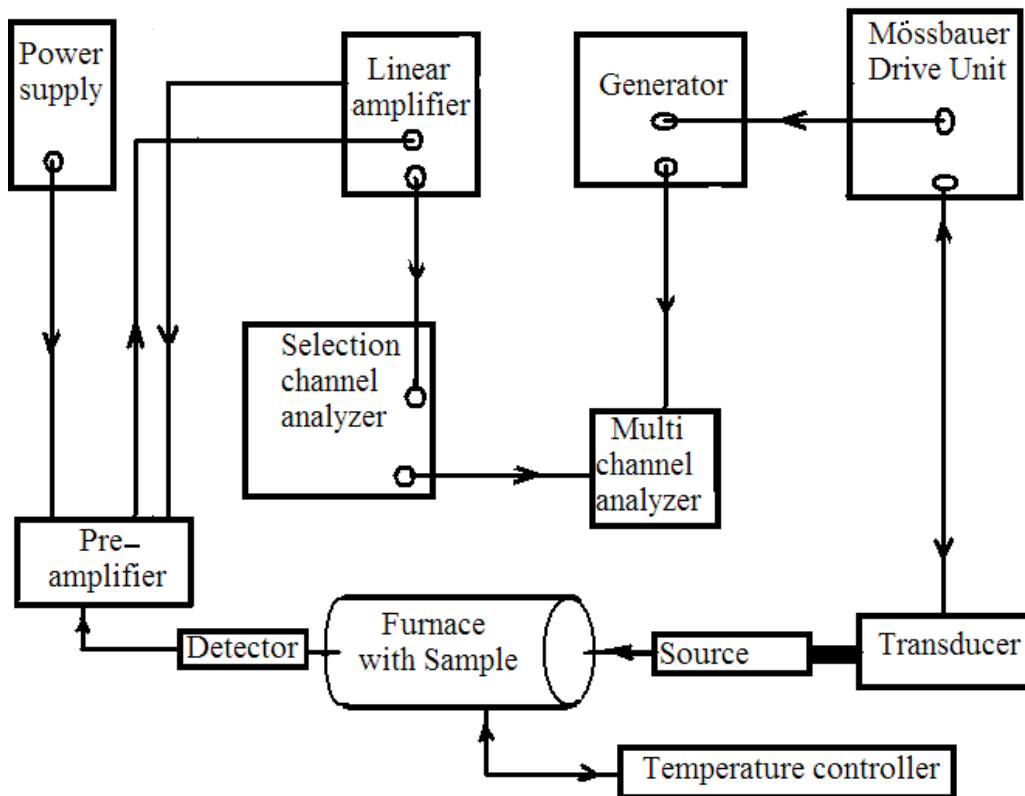 Power
supply
Linear
amplifier
Generator
Mössbauer
Drive Unit
Selection
channel
analyzer
Multi
channel
analyzer
Pre–
amplifier
Detector
Furnace
with Sample
Source
Transducer
Temperature controller